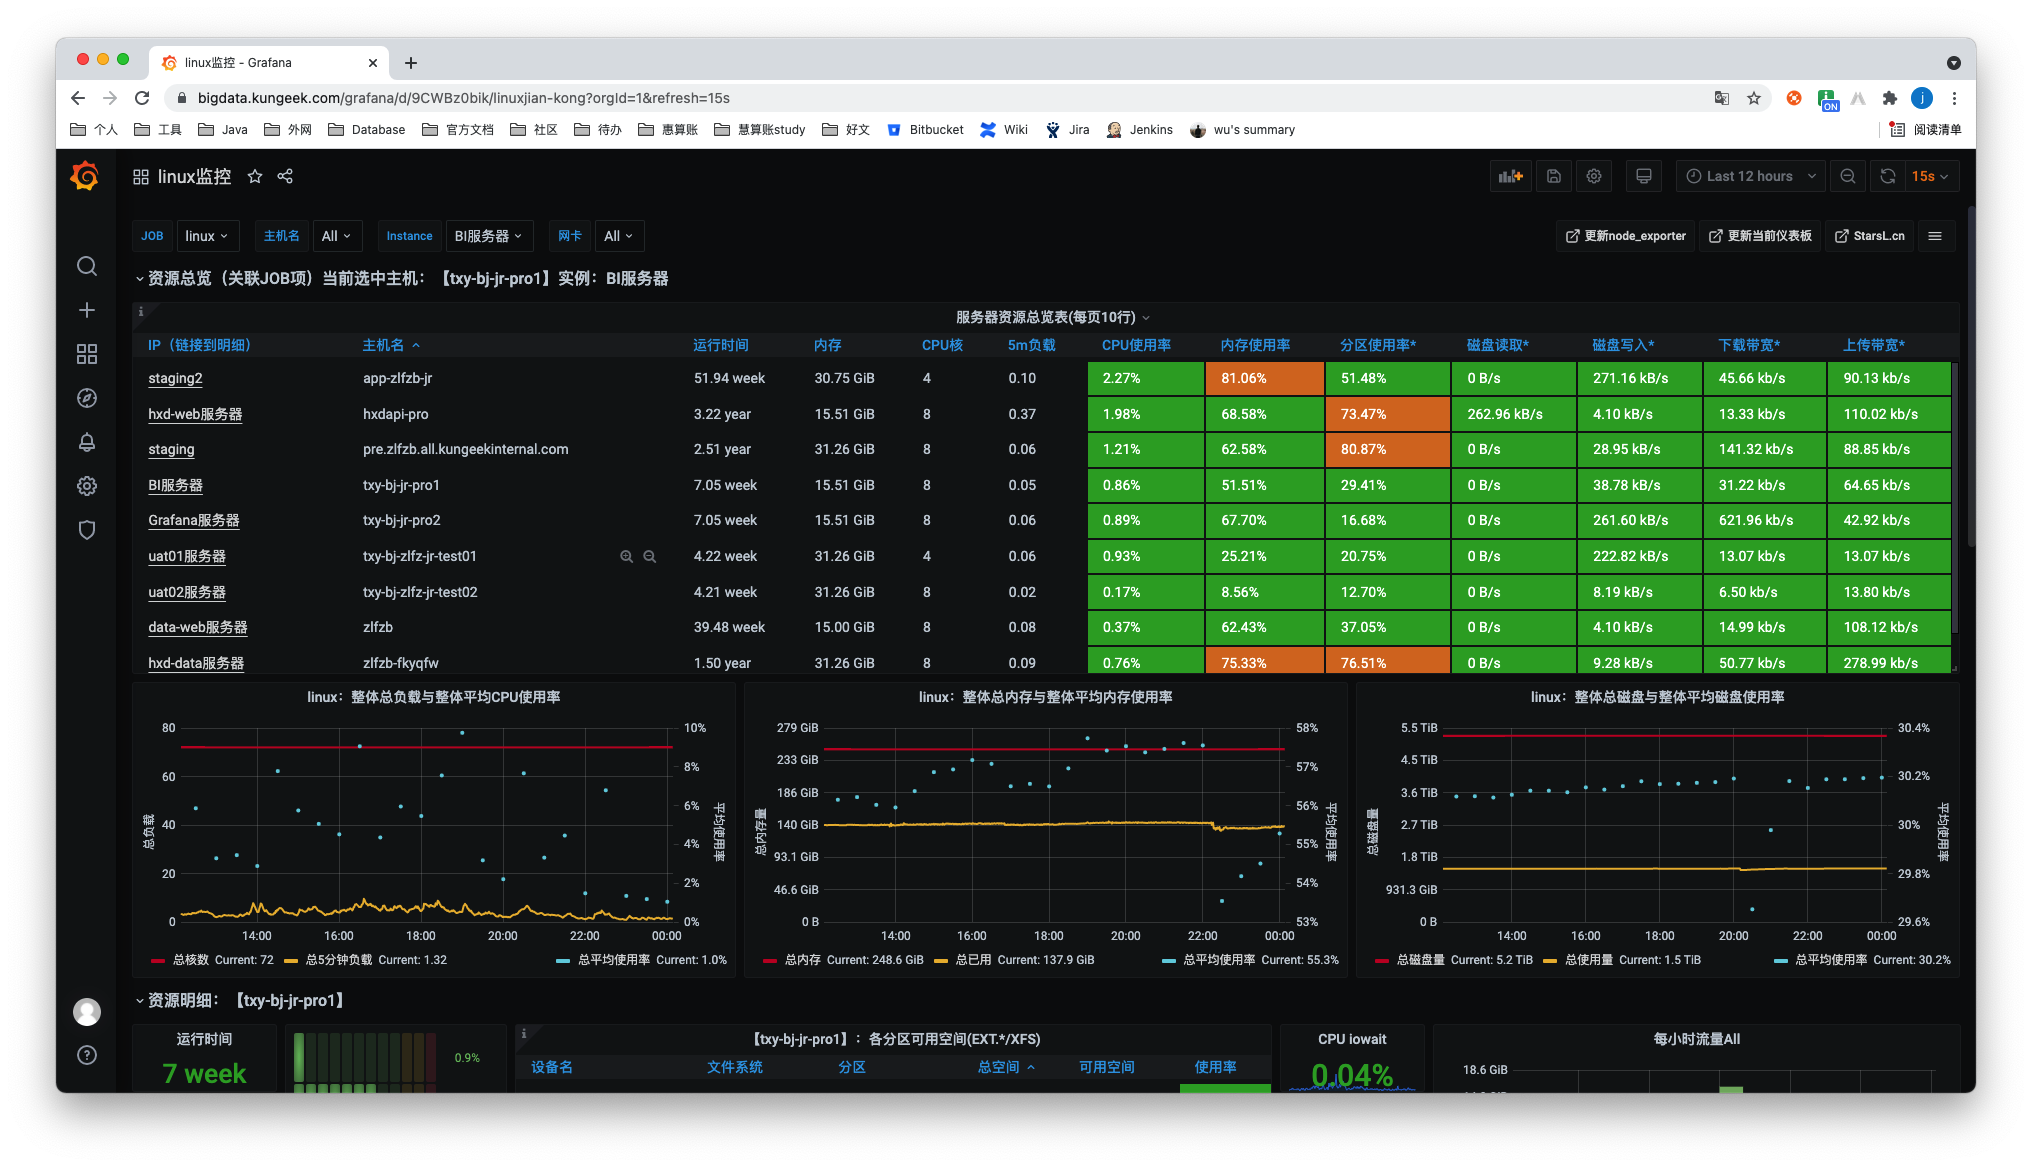 linux监控 - Grafana
bigdata.kungeek.com/grafana/d/9CWBz0bik/linuxjian-kong?orgId=1&refresh=15s
ON
j
个人 工具 Java 外网 Database 官方文档 社区 待办 惠算账 慧算账study 好文 Bitbucket Wiki Jira Jenkins wu's summary 阅读清单
linux监控 Last 12 hours 15s
JOB linux 主机名 All Instance BI服务器 网卡 All 更新node_exporter 更新当前仪表板 StarsL.cn
资源总览（关联JOB项）当前选中主机：【txy-bj-jr-pro1】实例：BI服务器
服务器资源总览表(每页10行)
IP（链接到明细） 主机名 运行时间 内存 CPU核 5m负载 CPU使用率 内存使用率 分区使用率* 磁盘读取* 磁盘写入* 下载带宽* 上传带宽*
staging2 app-zlfzb-jr 51.94 week 30.75 GiB 4 0.10 2.27% 81.06% 51.48% 0 B/s 271.16 kB/s 45.66 kb/s 90.13 kb/s
hxd-web服务器 hxdapi-pro 3.22 year 15.51 GiB 8 0.37 1.98% 68.58% 73.47% 262.96 kB/s 4.10 kB/s 13.33 kb/s 110.02 kb/s
staging pre.zlfzb.all.kungeekinternal.com 2.51 year 31.26 GiB 8 0.06 1.21% 62.58% 80.87% 0 B/s 28.95 kB/s 141.32 kb/s 88.85 kb/s
BI服务器 txy-bj-jr-pro1 7.05 week 15.51 GiB 8 0.05 0.86% 51.51% 29.41% 0 B/s 38.78 kB/s 31.22 kb/s 64.65 kb/s
Grafana服务器 txy-bj-jr-pro2 7.05 week 15.51 GiB 8 0.06 0.89% 67.70% 16.68% 0 B/s 261.60 kB/s 621.96 kb/s 42.92 kb/s
uat01服务器 txy-bj-zlfz-jr-test01 4.22 week 31.26 GiB 4 0.06 0.93% 25.21% 20.75% 0 B/s 222.82 kB/s 13.07 kb/s 13.07 kb/s
uat02服务器 txy-bj-zlfz-jr-test02 4.21 week 31.26 GiB 8 0.02 0.17% 8.56% 12.70% 0 B/s 8.19 kB/s 6.50 kb/s 13.80 kb/s
data-web服务器 zlfzb 39.48 week 15.00 GiB 8 0.08 0.37% 62.43% 37.05% 0 B/s 4.10 kB/s 14.99 kb/s 108.12 kb/s
hxd-data服务器 zlfzb-fkyqfw 1.50 year 31.26 GiB 8 0.09 0.76% 75.33% 76.51% 0 B/s 9.28 kB/s 50.77 kb/s 278.99 kb/s
linux：整体总负载与整体平均CPU使用率
80
60
40
20
0
总负载
10%
8%
6%
4%
2%
0%
平均使用率
14:00 16:00 18:00 20:00 22:00 00:00
总核数 Current: 72 总5分钟负载 Current: 1.32 总平均使用率 Current: 1.0%
linux：整体总内存与整体平均内存使用率
279 GiB
233 GiB
186 GiB
140 GiB
93.1 GiB
46.6 GiB
0 B
总内存量
58%
57%
56%
55%
54%
53%
平均使用率
14:00 16:00 18:00 20:00 22:00 00:00
总内存 Current: 248.6 GiB 总已用 Current: 137.9 GiB 总平均使用率 Current: 55.3%
linux：整体总磁盘与整体平均磁盘使用率
5.5 TiB
4.5 TiB
3.6 TiB
2.7 TiB
1.8 TiB
931.3 GiB
0 B
总磁盘量
30.4%
30.2%
30%
29.8%
29.6%
平均使用率
14:00 16:00 18:00 20:00 22:00 00:00
总磁盘量 Current: 5.2 TiB 总使用量 Current: 1.5 TiB 总平均使用率 Current: 30.2%
资源明细：【txy-bj-jr-pro1】
运行时间
7 week
0.9%
【txy-bj-jr-pro1】：各分区可用空间(EXT.*/XFS)
设备名 文件系统 分区 总空间 可用空间 使用率
CPU iowait
0.04%
每小时流量All
18.6 GiB